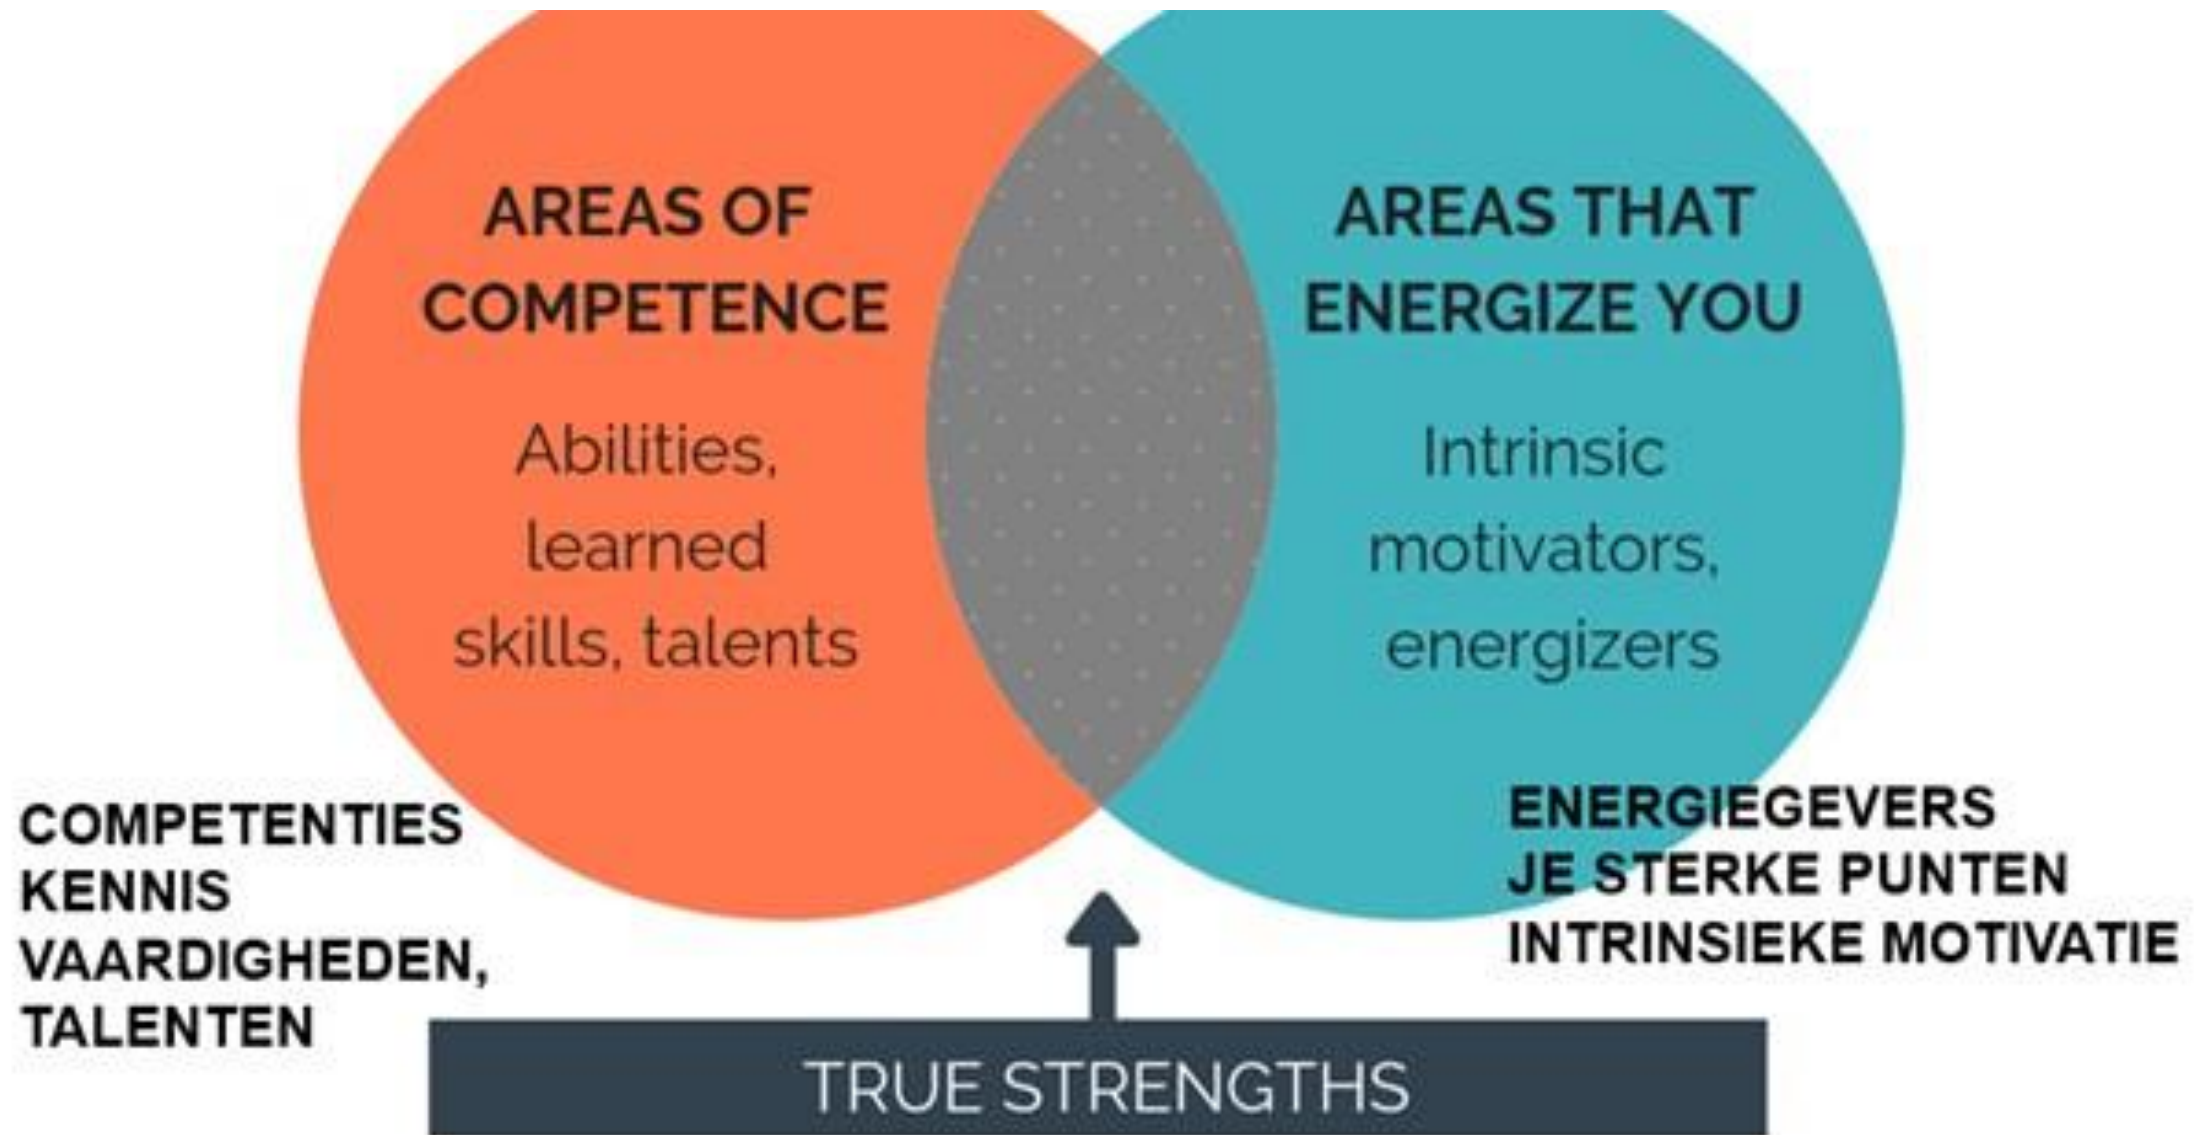 AREAS OF
COMPETENCE
Abilities,
learned
skills, talents
AREAS THAT
ENERGIZE YOU
Intrinsic
motivators,
energizers
COMPETENTIES
KENNIS
VAARDIGHEDEN,
TALENTEN
ENERGIEGEVERS
JE STERKE PUNTEN
INTRINSIEKE MOTIVATIE
TRUE STRENGTHS